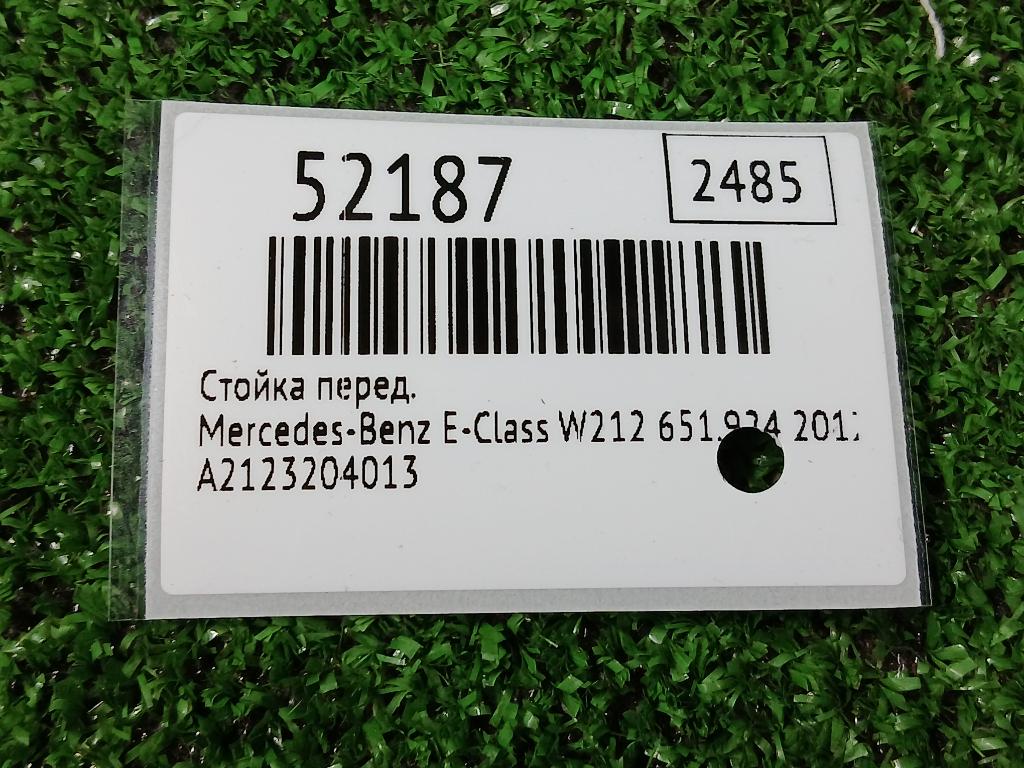 52187
2485
Стойка перед.
Mercedes-Benz E-Class W212 651.924
A2123204013